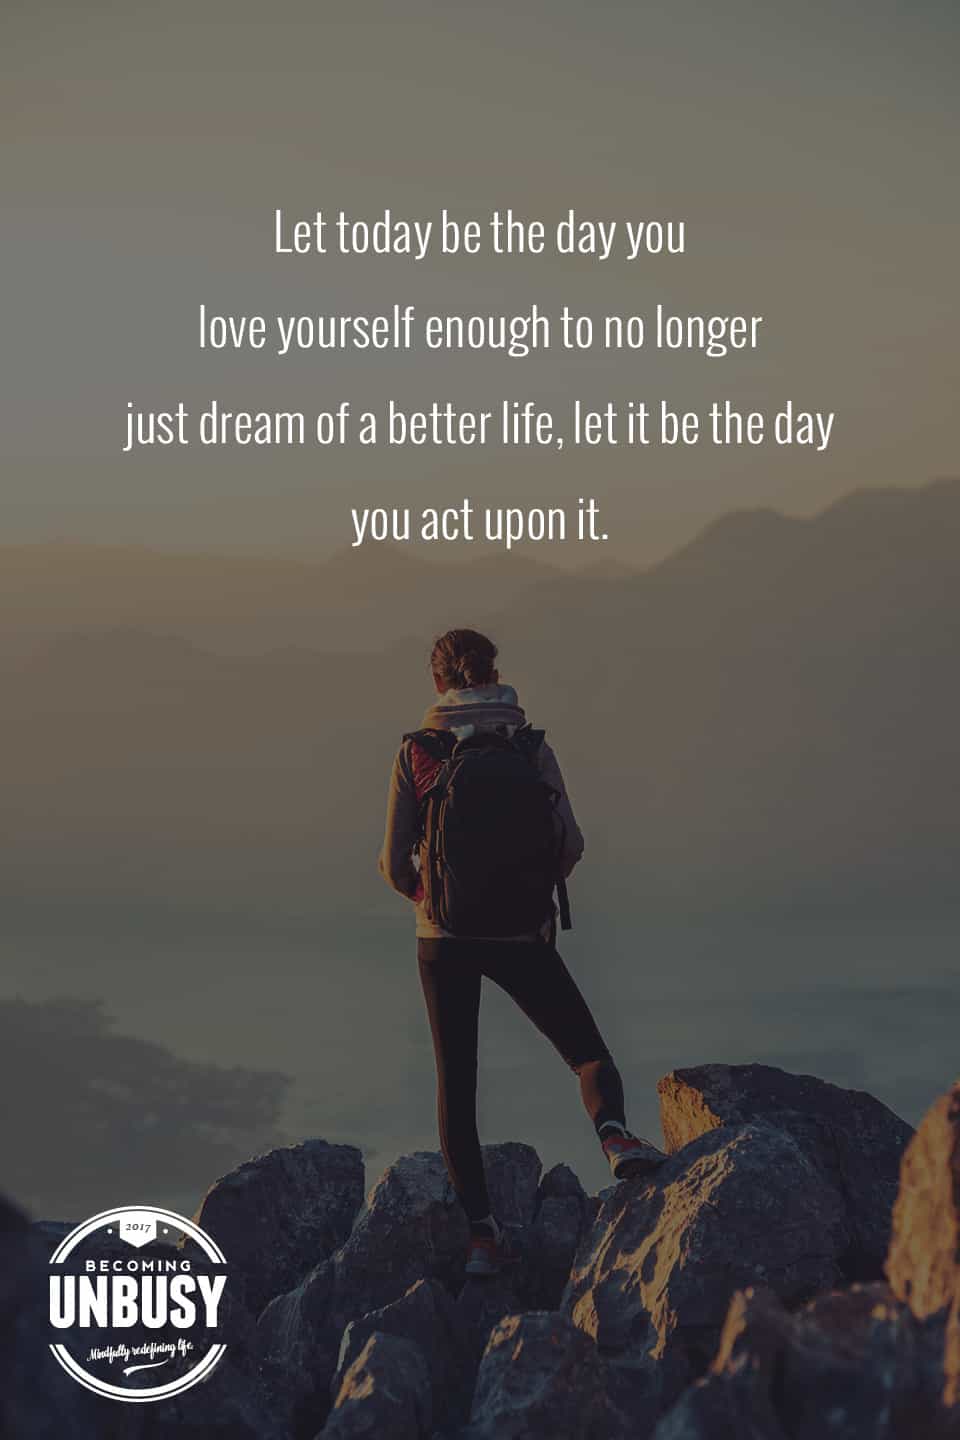 Let today be the day you
love yourself enough to no longer
just dream of a better life, let it be the day
you act upon it.
2017
BECOMING
UNBUSY
Mindfully redefining life.